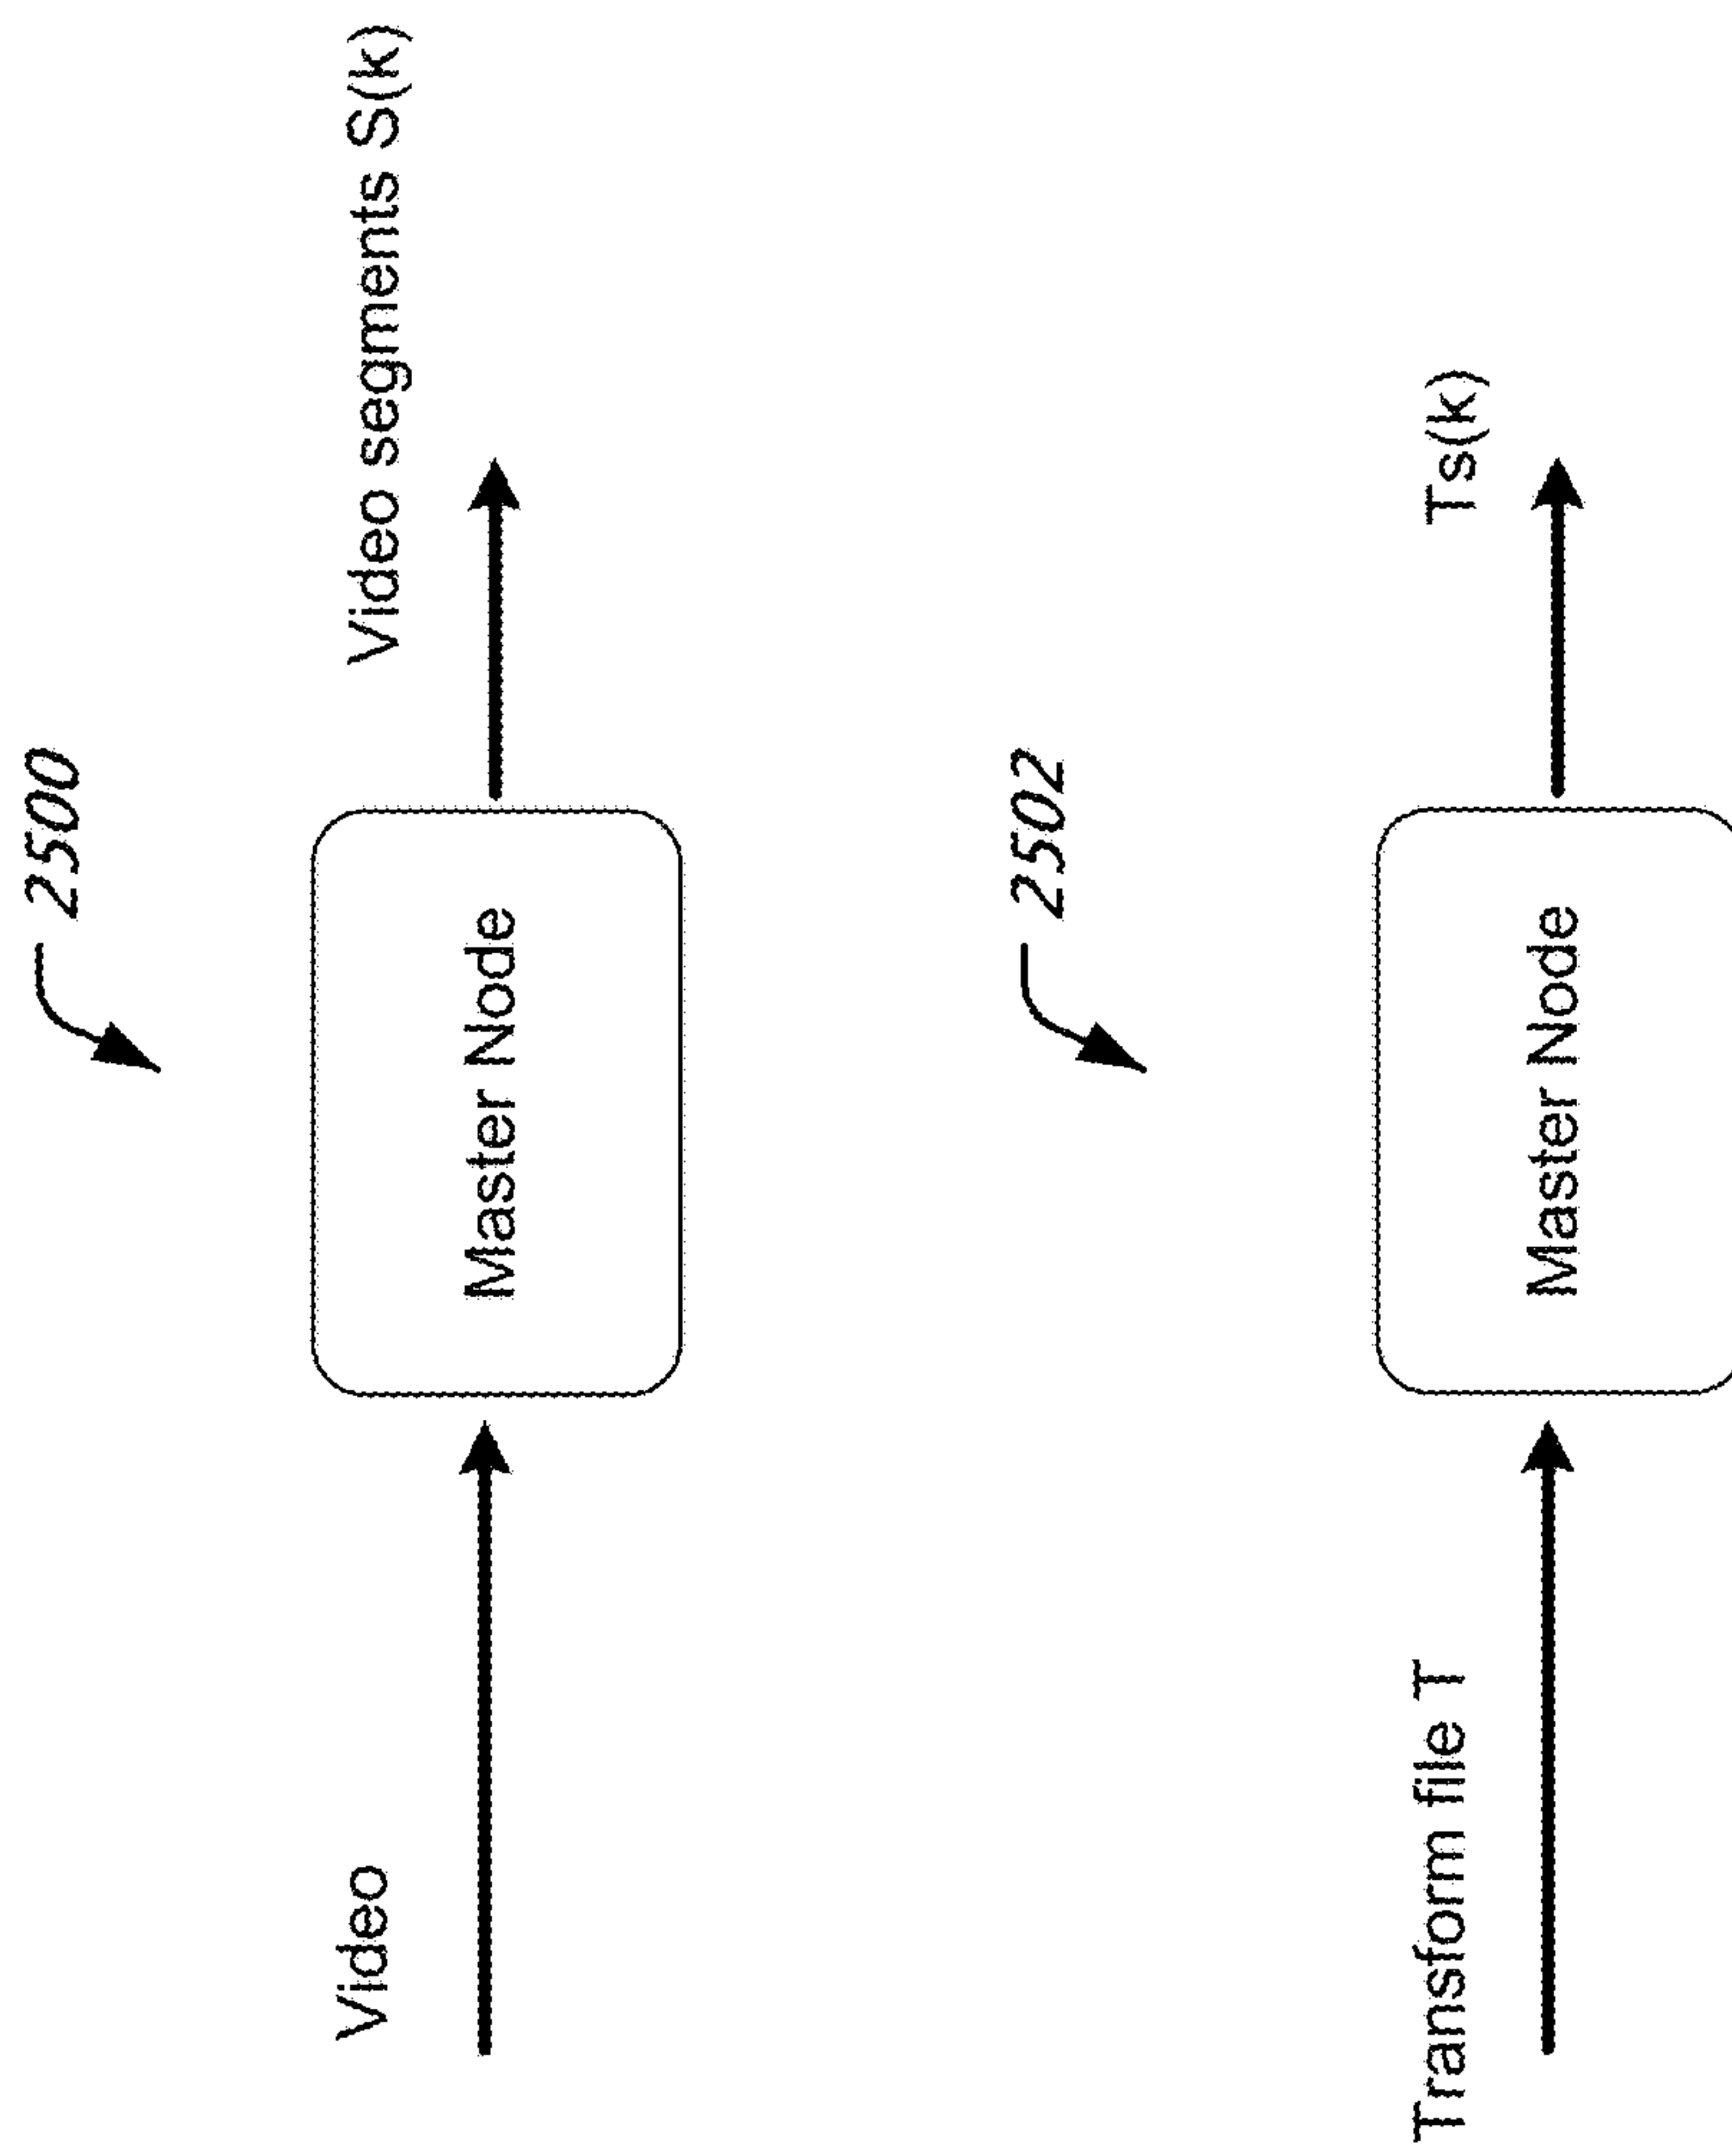 2500
Video
Master Node
Video segments S(k)
2502
Transform file T
Master Node
Ts(k)